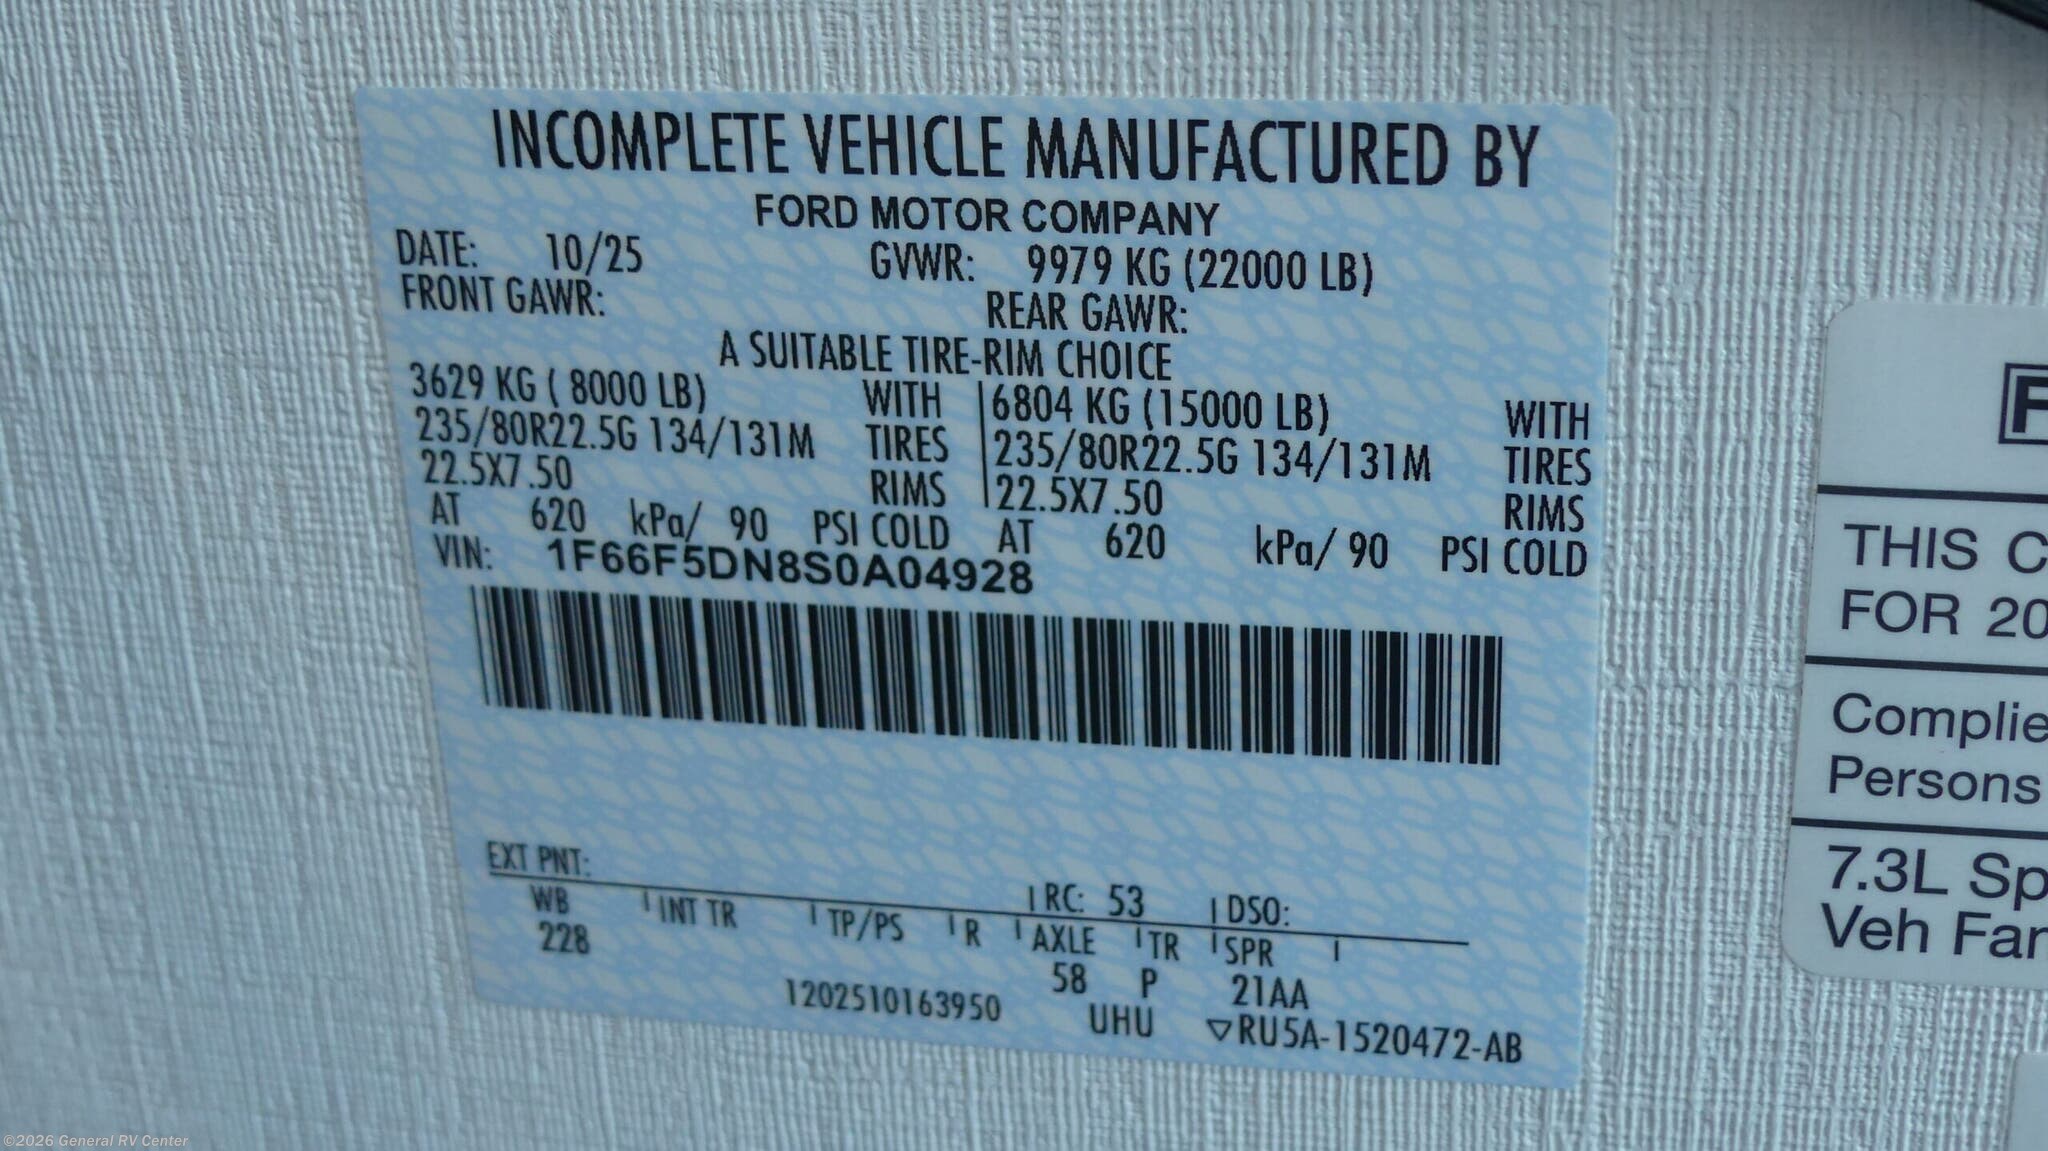 INCOMPLETE VEHICLE MANUFACTURED BY
FORD MOTOR COMPANY
DATE: 10/25 GVWR: 9979 KG (22000 LB)
FRONT GAWR: REAR GAWR:
A SUITABLE TIRE-RIM CHOICE
3629 KG ( 8000 LB) WITH 6804 KG (15000 LB) WITH
235/80R22.5G 134/131M TIRES 235/80R22.5G 134/131M TIRES
22.5X7.50 RIMS 22.5X7.50 RIMS
AT 620 kPa/ 90 PSI COLD AT 620 kPa/ 90 PSI COLD
VIN: 1F66F5DN8S0A04928
EXT PNT: RC: 53 DSO:
WB INT TR TP/PS R AXLE TR SPR
228 58 P 21AA
1202510163950 UHU ▽RU5A-1520472-AB
F
THIS C
FOR 20
Complie
Persons
7.3L Sp
Veh Fam
©2026 General RV Center